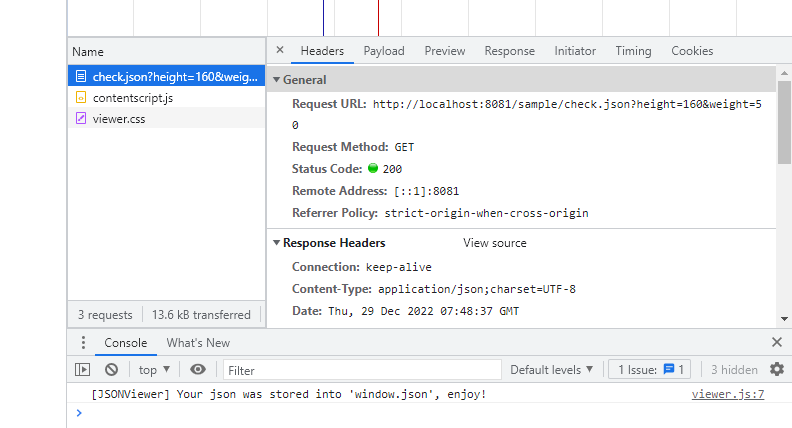 Name
check.json?height=160&weig...
contentscript.js
viewer.css
3 requests
13.6 kB transferred
Headers Payload Preview Response Initiator Timing Cookies
General
Request URL: http://localhost:8081/sample/check.json?height=160&weight=5
0
Request Method: GET
Status Code: 200
Remote Address: [::1]:8081
Referrer Policy: strict-origin-when-cross-origin
Response Headers View source
Connection: keep-alive
Content-Type: application/json;charset=UTF-8
Date: Thu, 29 Dec 2022 07:48:37 GMT
Console What's New
top Filter Default levels 1 Issue: 1 3 hidden
[JSONViewer] Your json was stored into 'window.json', enjoy! viewer.js:7